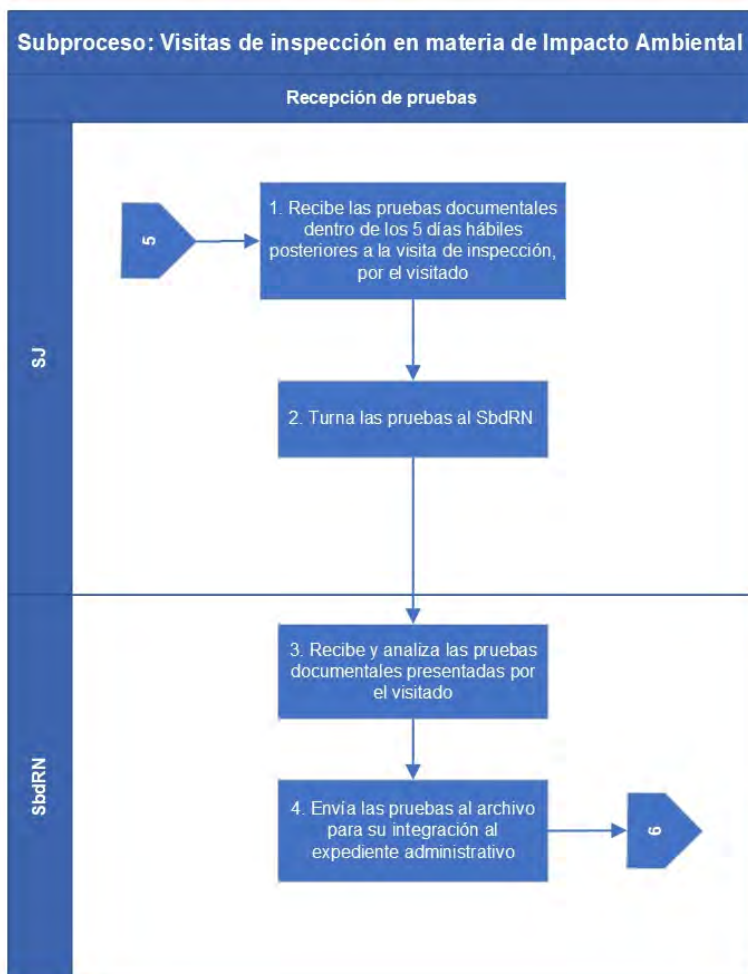 Subproceso: Visitas de inspección en materia de Impacto Ambiental
Recepción de pruebas
SJ
5
1. Recibe las pruebas documentales
dentro de los 5 días hábiles
posteriores a la visita de inspección,
por el visitado
2. Turna las pruebas al SbdRN
SbdRN
3. Recibe y analiza las pruebas
documentales presentadas por
el visitado
4. Envía las pruebas al archivo
para su integración al
expediente administrativo
6